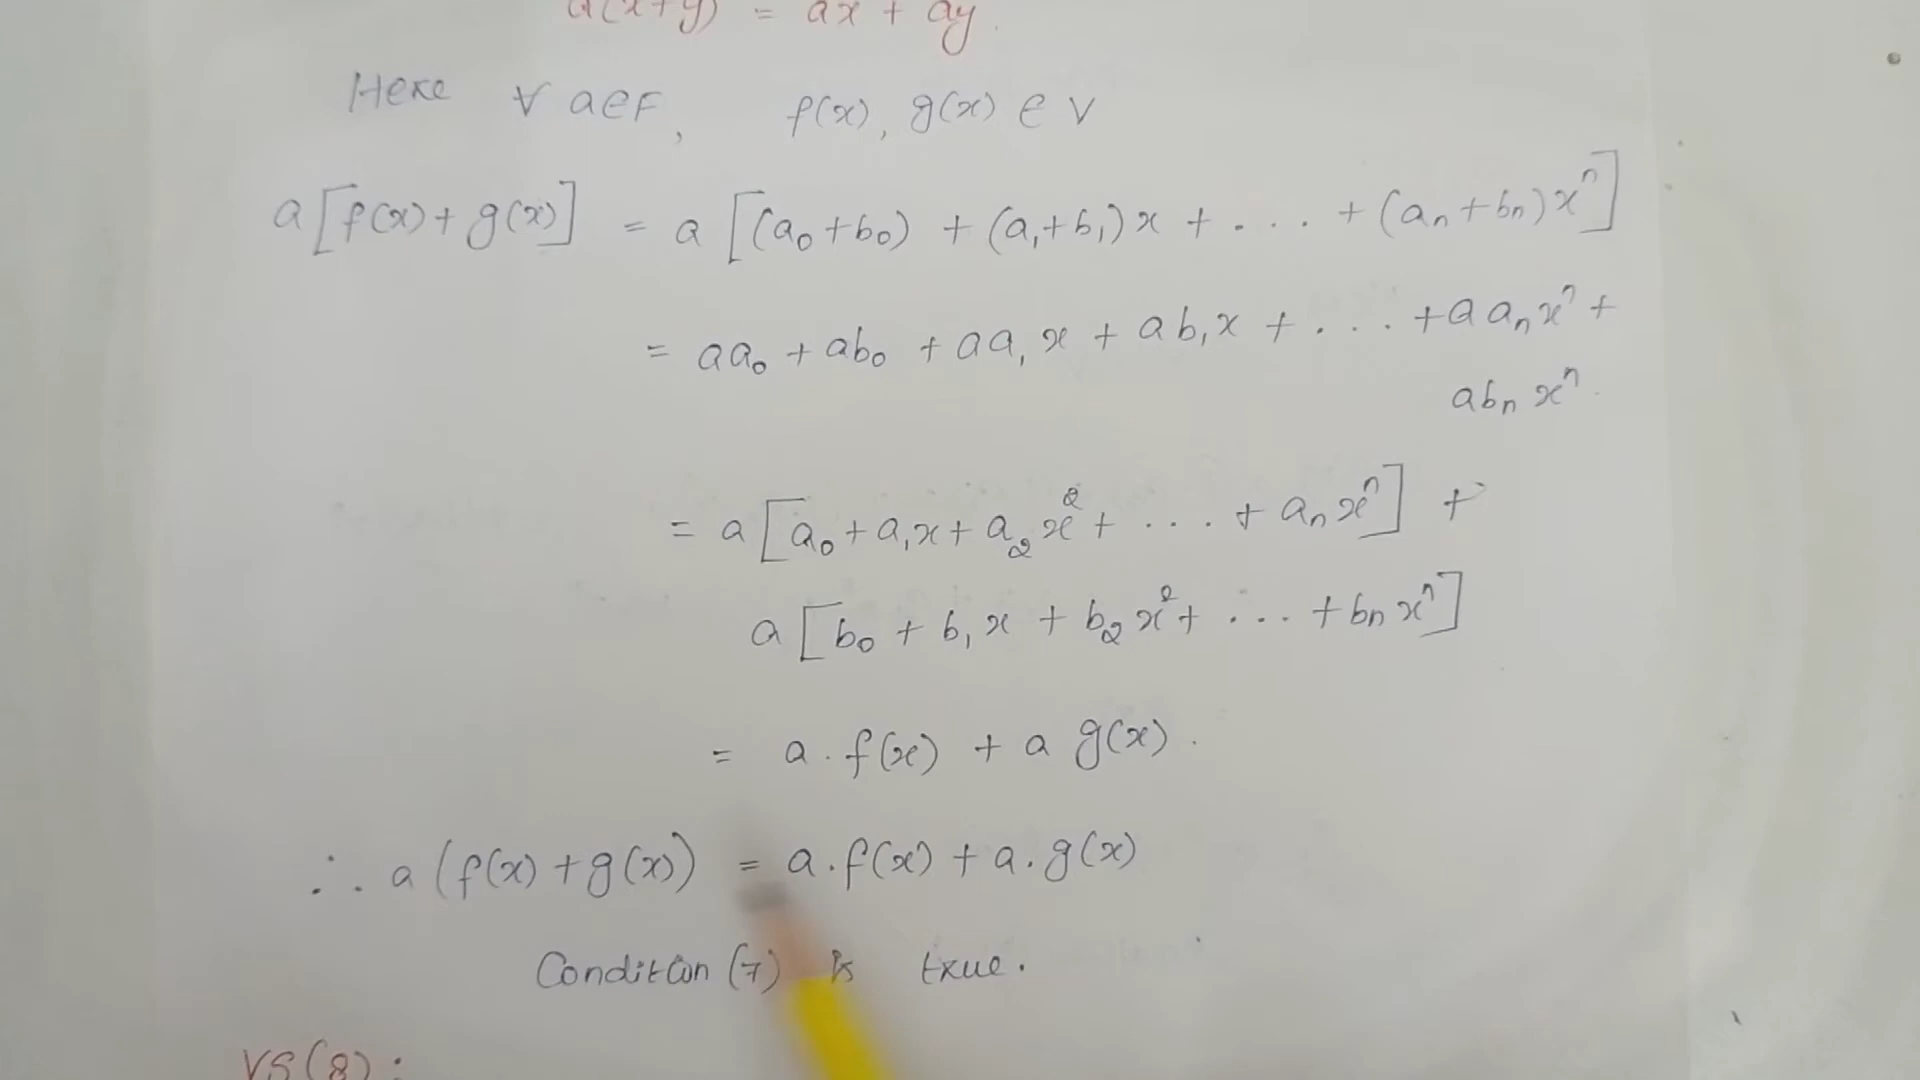 a(x+y) = ax + ay.
Here ∀ a∈F, f(x), g(x) ∈ V
a[f(x)+g(x)] = a[(a₀+b₀) + (a₁+b₁)x + . . . + (aₙ+bₙ)xⁿ]
= aa₀ + ab₀ + aa₁x + ab₁x + . . . + a aₙxⁿ +
abₙxⁿ.
= a[a₀+a₁x+a₂x²+ . . . + aₙxⁿ] +
a[b₀ + b₁x + b₂x²+ . . . + bₙxⁿ]
= a . f(x) + a g(x) .
∴ a(f(x)+g(x)) = a.f(x) + a.g(x)
Condition (7) is true.
VS(8):